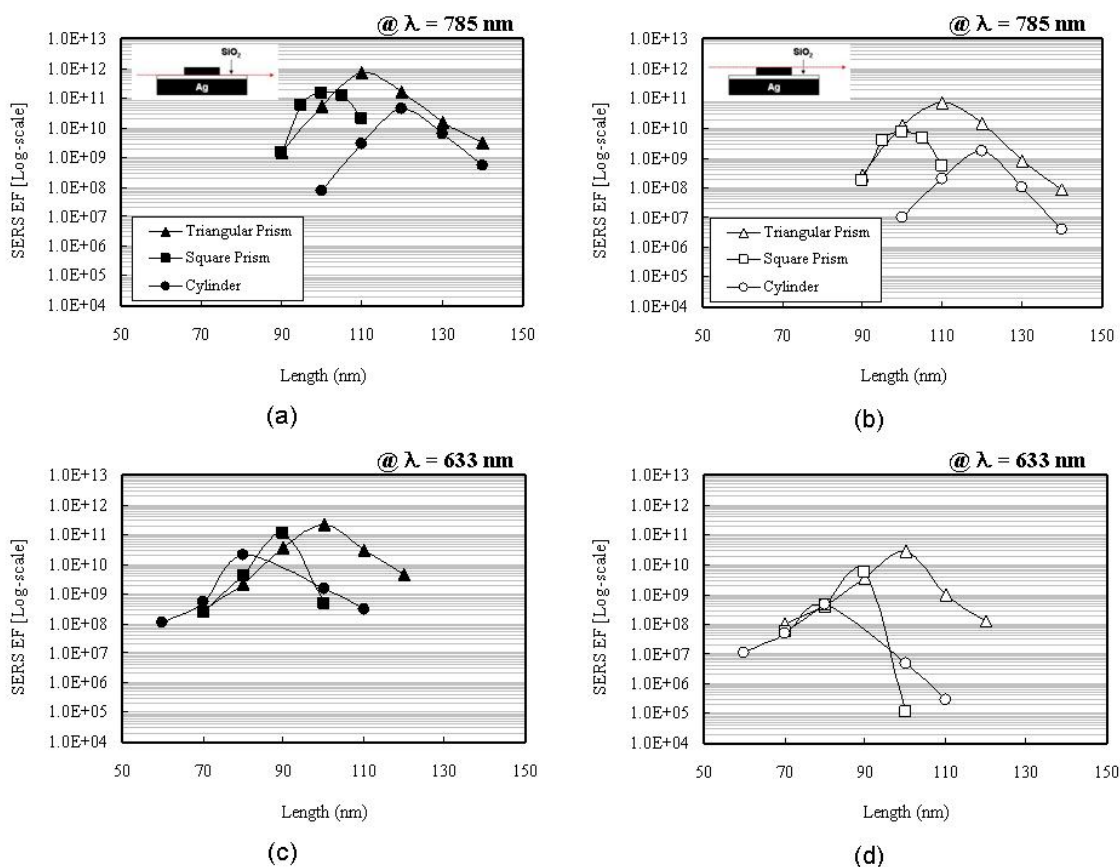 @ λ = 785 nm
1.0E+13
1.0E+12
1.0E+11
1.0E+10
1.0E+09
1.0E+08
1.0E+07
1.0E+06
1.0E+05
1.0E+04
SERS EF [Log-scale]
SiO2
Ag
Triangular Prism
Square Prism
Cylinder
50 70 90 110 130 150
Length (nm)
(a)
@ λ = 785 nm
1.0E+13
1.0E+12
1.0E+11
1.0E+10
1.0E+09
1.0E+08
1.0E+07
1.0E+06
1.0E+05
1.0E+04
SERS EF [Log-scale]
SiO2
Ag
Triangular Prism
Square Prism
Cylinder
50 70 90 110 130 150
Length (nm)
(b)
@ λ = 633 nm
1.0E+13
1.0E+12
1.0E+11
1.0E+10
1.0E+09
1.0E+08
1.0E+07
1.0E+06
1.0E+05
1.0E+04
SERS EF [Log-scale]
50 70 90 110 130 150
Length (nm)
(c)
@ λ = 633 nm
1.0E+13
1.0E+12
1.0E+11
1.0E+10
1.0E+09
1.0E+08
1.0E+07
1.0E+06
1.0E+05
1.0E+04
SERS EF [Log-scale]
50 70 90 110 130 150
Length (nm)
(d)